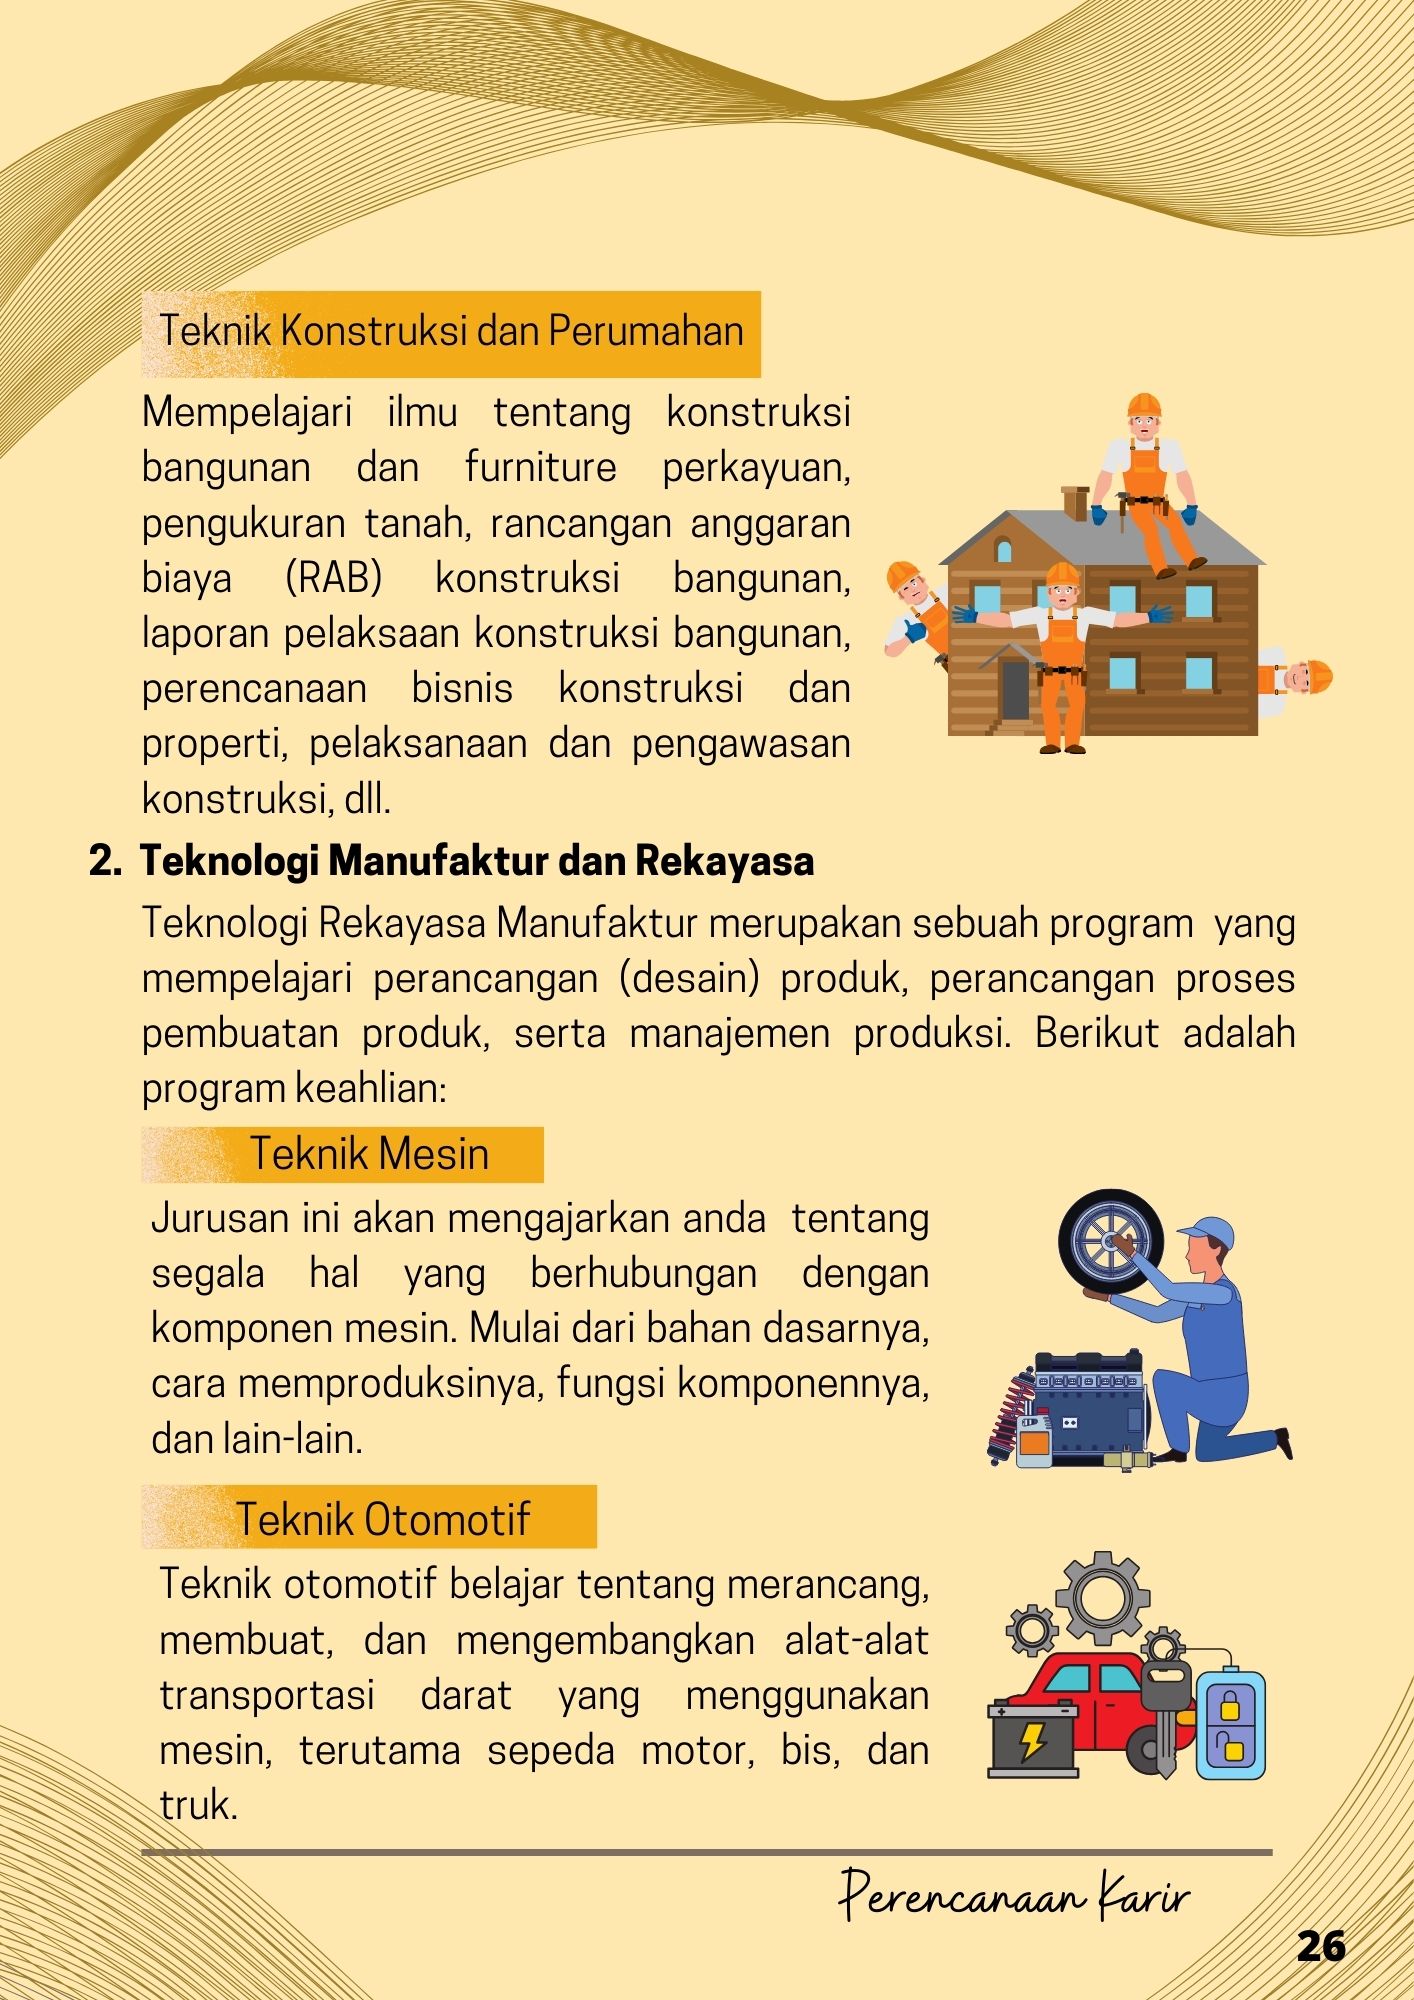 Teknik Konstruksi dan Perumahan
Mempelajari ilmu tentang konstruksi
bangunan dan furniture perkayuan,
pengukuran tanah, rancangan anggaran
biaya (RAB) konstruksi bangunan,
laporan pelaksaan konstruksi bangunan,
perencanaan bisnis konstruksi dan
properti, pelaksanaan dan pengawasan
konstruksi, dll.
2. Teknologi Manufaktur dan Rekayasa
Teknologi Rekayasa Manufaktur merupakan sebuah program yang
mempelajari perancangan (desain) produk, perancangan proses
pembuatan produk, serta manajemen produksi. Berikut adalah
program keahlian:
Teknik Mesin
Jurusan ini akan mengajarkan anda tentang
segala hal yang berhubungan dengan
komponen mesin. Mulai dari bahan dasarnya,
cara memproduksinya, fungsi komponennya,
dan lain-lain.
Teknik Otomotif
Teknik otomotif belajar tentang merancang,
membuat, dan mengembangkan alat-alat
transportasi darat yang menggunakan
mesin, terutama sepeda motor, bis, dan
truk.
Perencanaan Karir
26